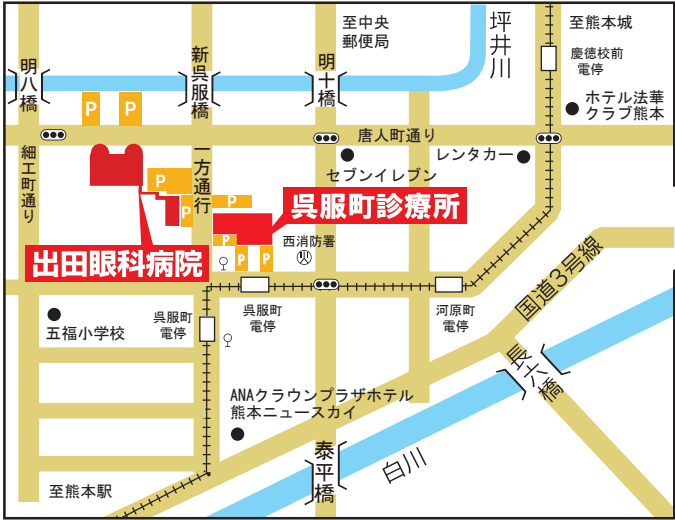 至中央
郵便局
坪井川
至熊本城
慶徳校前
電停
明八橋
新呉服橋
明十橋
ホテル法華
クラブ熊本
P
P
唐人町通り
レンタカー
セブンイレブン
細工町通り
一方通行
P
P
P
呉服町診療所
P
P
P
西消防署
出田眼科病院
国道3号線
呉服町
電停
河原町
電停
呉服町
電停
五福小学校
長六橋
ANAクラウンプラザホテル
熊本ニュースカイ
泰平橋
白川
至熊本駅